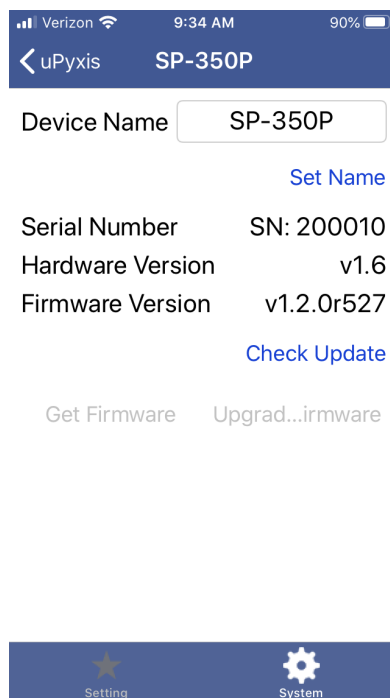 Verizon 9:34 AM 90%
uPyxis SP-350P
Device Name SP-350P
Set Name
Serial Number SN: 200010
Hardware Version v1.6
Firmware Version v1.2.0r527
Check Update
Get Firmware Upgrad...irmware
Setting System